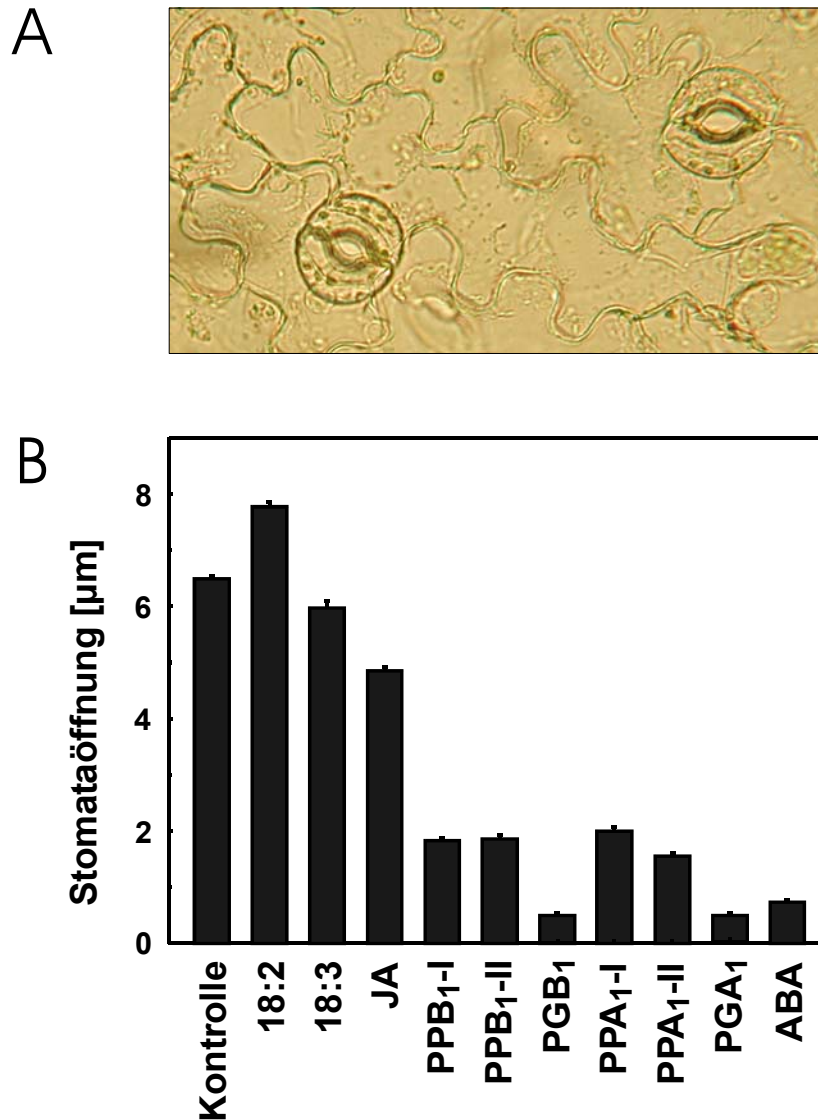 A
B
Stomataöffnung [µm]
8
6
4
2
0
Kontrolle
18:2
18:3
JA
PPB₁-I
PPB₁-II
PGB₁
PPA₁-I
PPA₁-II
PGA₁
ABA